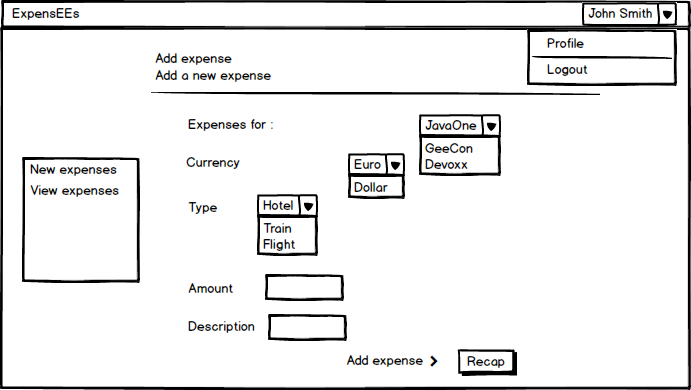 ExpensEEs
John Smith
Profile
Logout
Add expense
Add a new expense
Expenses for :
JavaOne
GeeCon
Devoxx
Currency
Euro
Dollar
New expenses
View expenses
Type
Hotel
Train
Flight
Amount
Description
Add expense
Recap